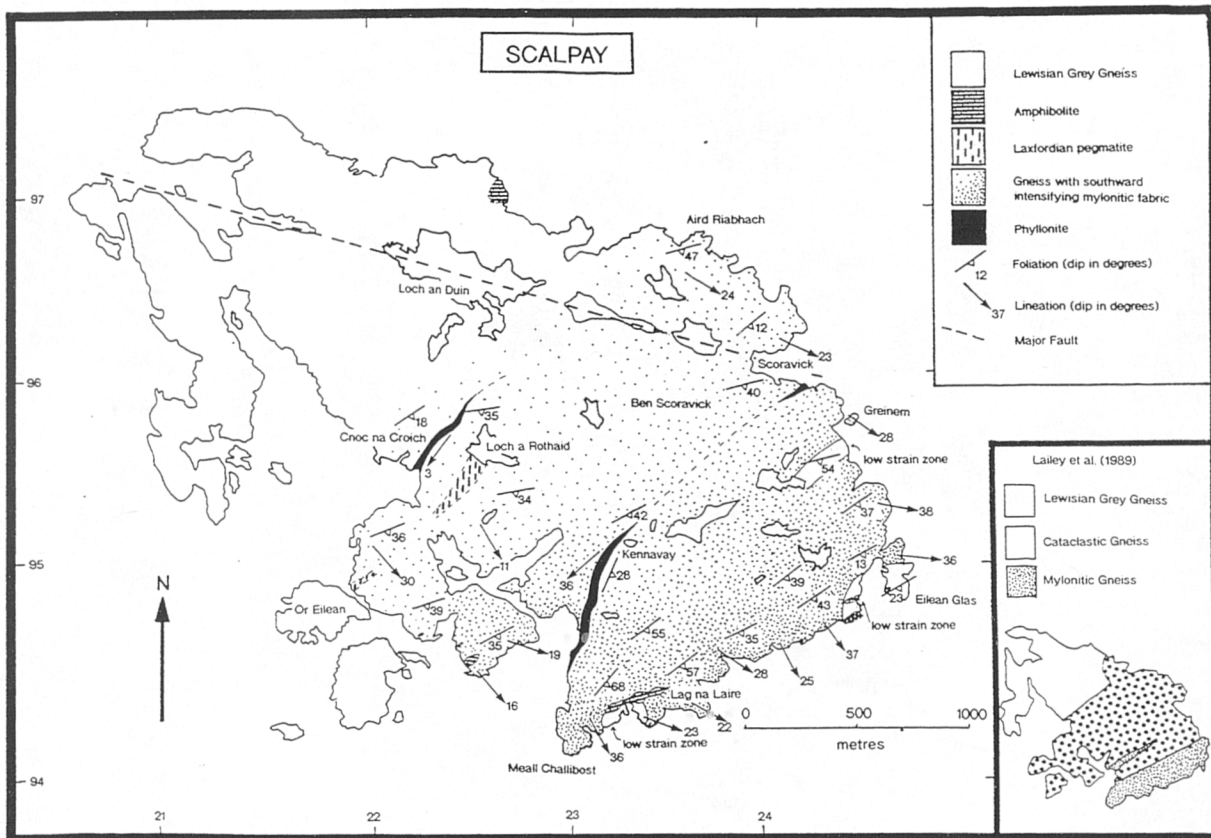 SCALPAY
Lewisian Grey Gneiss
Amphibolite
Laxfordian pegmatite
Gneiss with southward
intensifying mylonitic fabric
Phyllonite
12
Foliation (dip in degrees)
37
Lineation (dip in degrees)
Major Fault
97
Aird Riabhach
47
Loch an Duin
24
12
23
Scoravick
96
40
Ben Scoravick
18
35
Greinem
28
Cnoc na Croich
Loch a Rothaid
low strain zone
3
54
34
37
38
42
36
95
Kennavay
11
30
36
28
13
36
39
N
Or Eilean
39
43
23
Eilean Glas
low strain zone
55
35
35
19
37
57
28
25
68
Lag na Laire
16
0
500
1000
22
23
low strain zone
metres
36
Meall Challibost
94
21
22
23
24
Lailey et al. (1989)
Lewisian Grey Gneiss
Cataclastic Gneiss
Mylonitic Gneiss